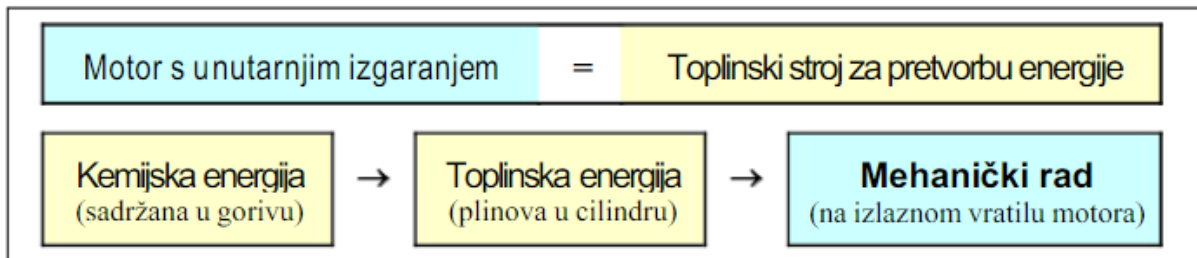 Motor s unutarnjim izgaranjem = Toplinski stroj za pretvorbu energije
Kemijska energija → Toplinska energija → Mehanički rad
(sadržana u gorivu) (plinova u cilindru) (na izlaznom vratilu motora)